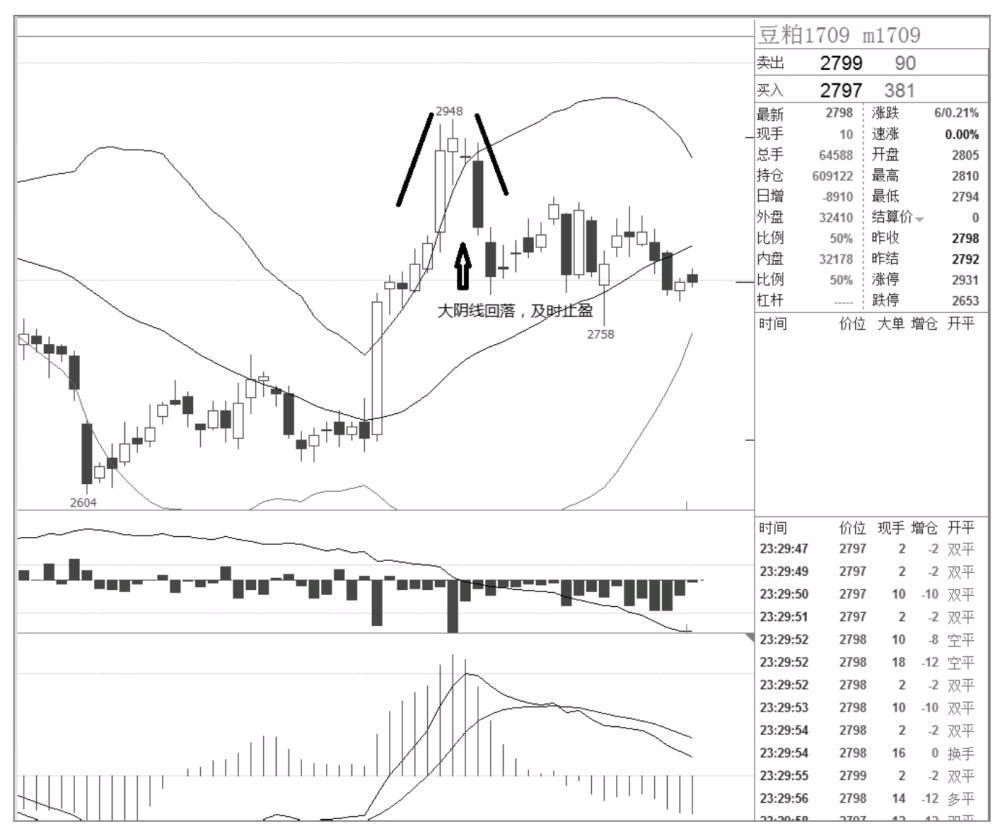 豆粕1709 m1709
卖出 2799 90
买入 2797 381
最新 2798 涨跌 6/0.21%
现手 10 速涨 0.00%
总手 64588 开盘 2805
持仓 609122 最高 2810
日增 -8910 最低 2794
外盘 32410 结算价 0
比例 50% 昨收 2798
内盘 32178 昨结 2792
比例 50% 涨停 2931
杠杆 ----- 跌停 2653
时间 价位 大单 增仓 开平
2948
大阴线回落，及时止盈
2758
2604
时间 价位 现手 增仓 开平
23:29:47 2797 2 -2 双平
23:29:49 2797 2 -2 双平
23:29:50 2797 10 -10 双平
23:29:51 2797 2 -2 双平
23:29:52 2798 10 -8 空平
23:29:52 2798 18 -12 空平
23:29:52 2798 2 -2 双平
23:29:53 2798 10 -10 双平
23:29:54 2798 2 -2 双平
23:29:54 2798 16 0 换手
23:29:55 2799 2 -2 双平
23:29:56 2798 14 -12 多平